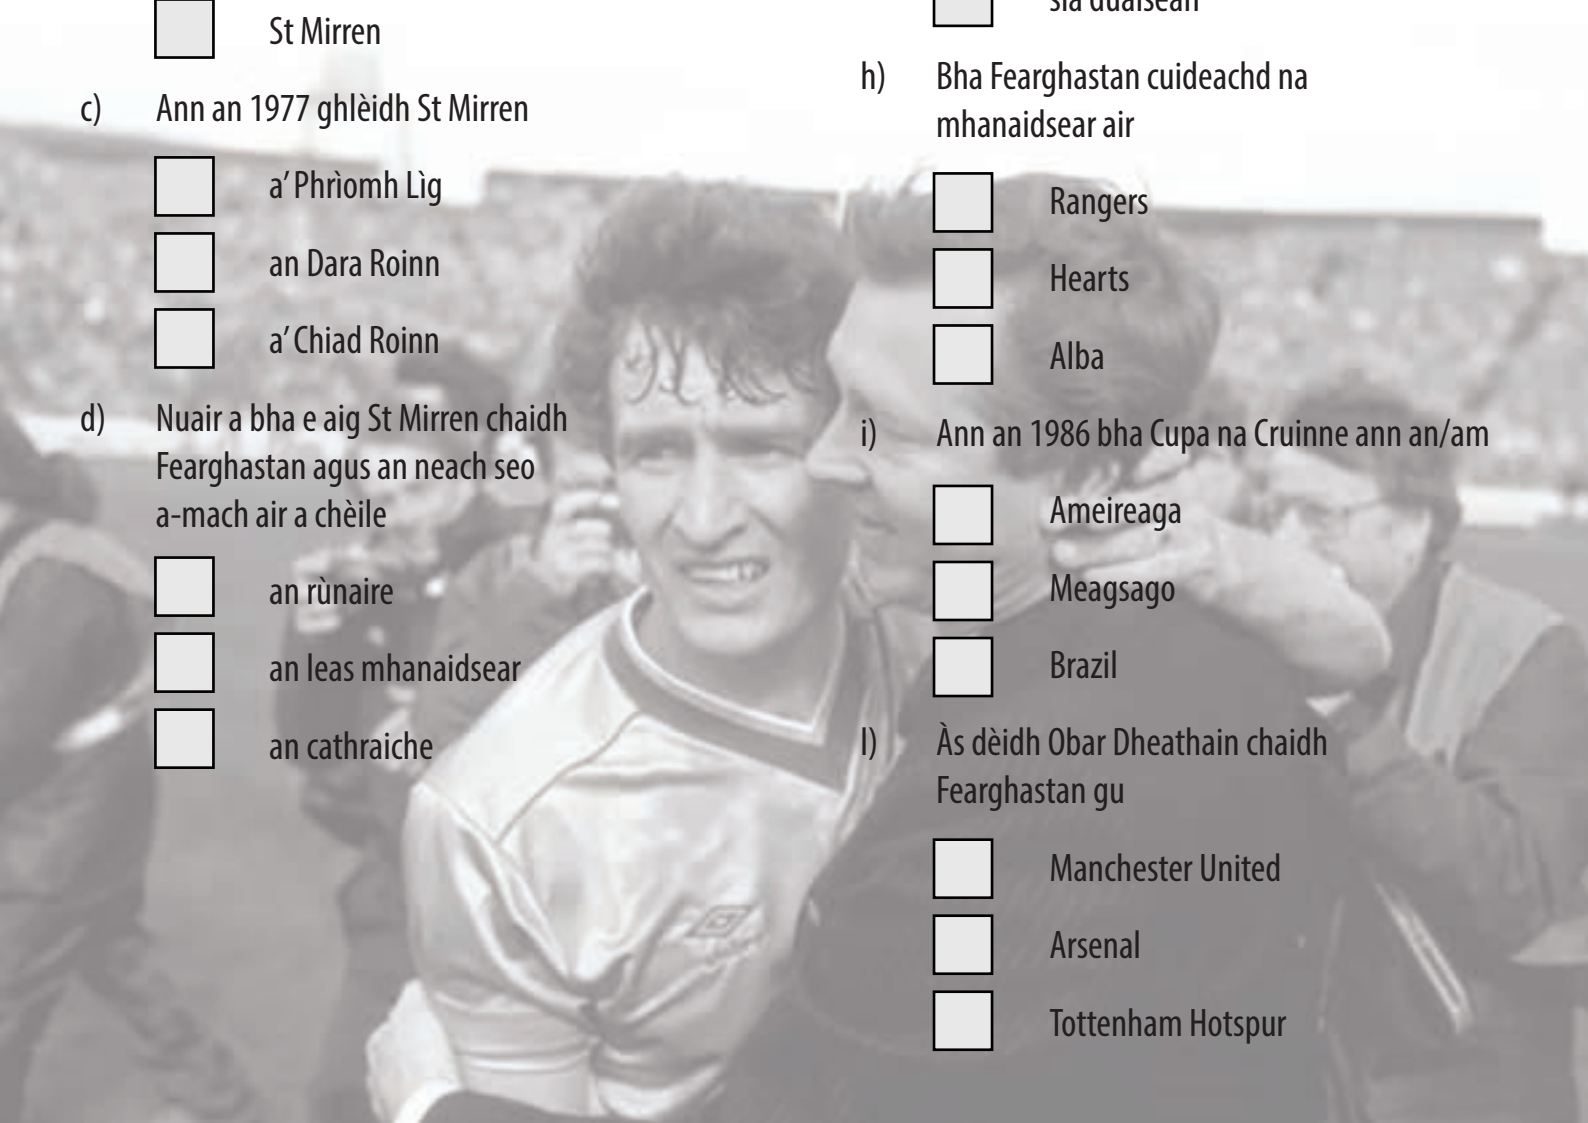 St Mirren
c) Ann an 1977 ghlèidh St Mirren
a’ Phrìomh Lìg
an Dara Roinn
a’ Chiad Roinn
d) Nuair a bha e aig St Mirren chaidh
Fearghastan agus an neach seo
a-mach air a chèile
an rùnaire
an leas mhanaidsear
an cathraiche
sia duaisean
h) Bha Fearghastan cuideachd na
mhanaidsear air
Rangers
Hearts
Alba
i) Ann an 1986 bha Cupa na Cruinne ann an/am
Ameireaga
Meagsago
Brazil
l) Às dèidh Obar Dheathain chaidh
Fearghastan gu
Manchester United
Arsenal
Tottenham Hotspur